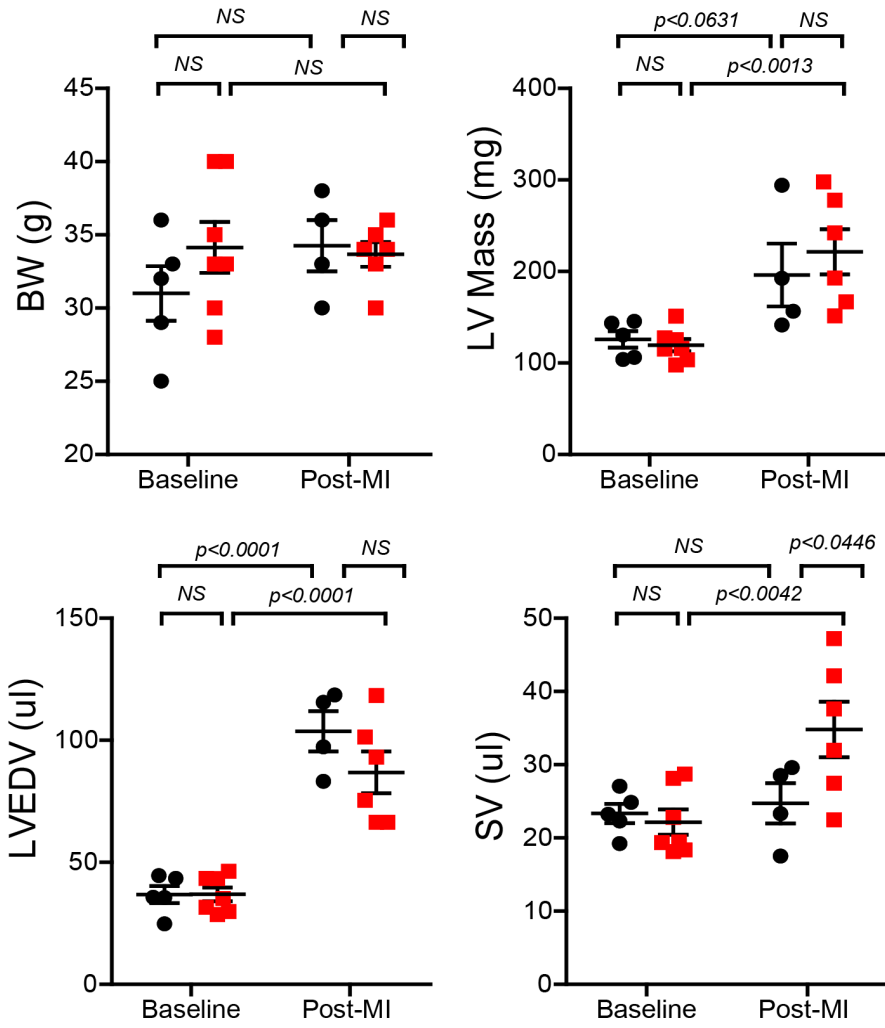 NS
NS
NS
NS
BW (g)
45
40
35
30
25
20
Baseline
Post-MI
p<0.0631
NS
NS
p<0.0013
LV Mass (mg)
400
300
200
100
0
Baseline
Post-MI
p<0.0001
NS
NS
p<0.0001
LVEDV (ul)
150
100
50
0
Baseline
Post-MI
NS
p<0.0446
NS
p<0.0042
SV (ul)
50
40
30
20
10
0
Baseline
Post-MI